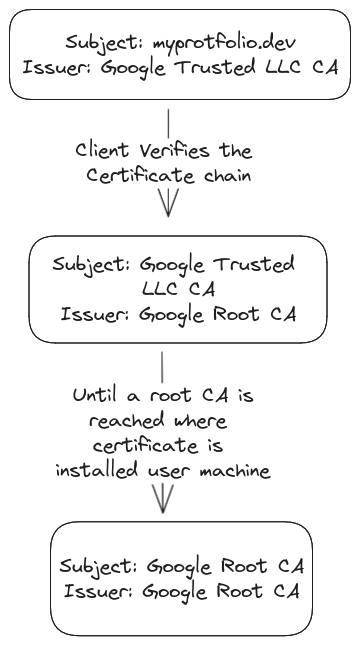 Subject: myprotfolio.dev
Issuer: Google Trusted LLC CA
Client Verifies the
Certificate chain
Subject: Google Trusted
LLC CA
Issuer: Google Root CA
Until a root CA is
reached where
certificate is
installed user machine
Subject: Google Root CA
Issuer: Google Root CA